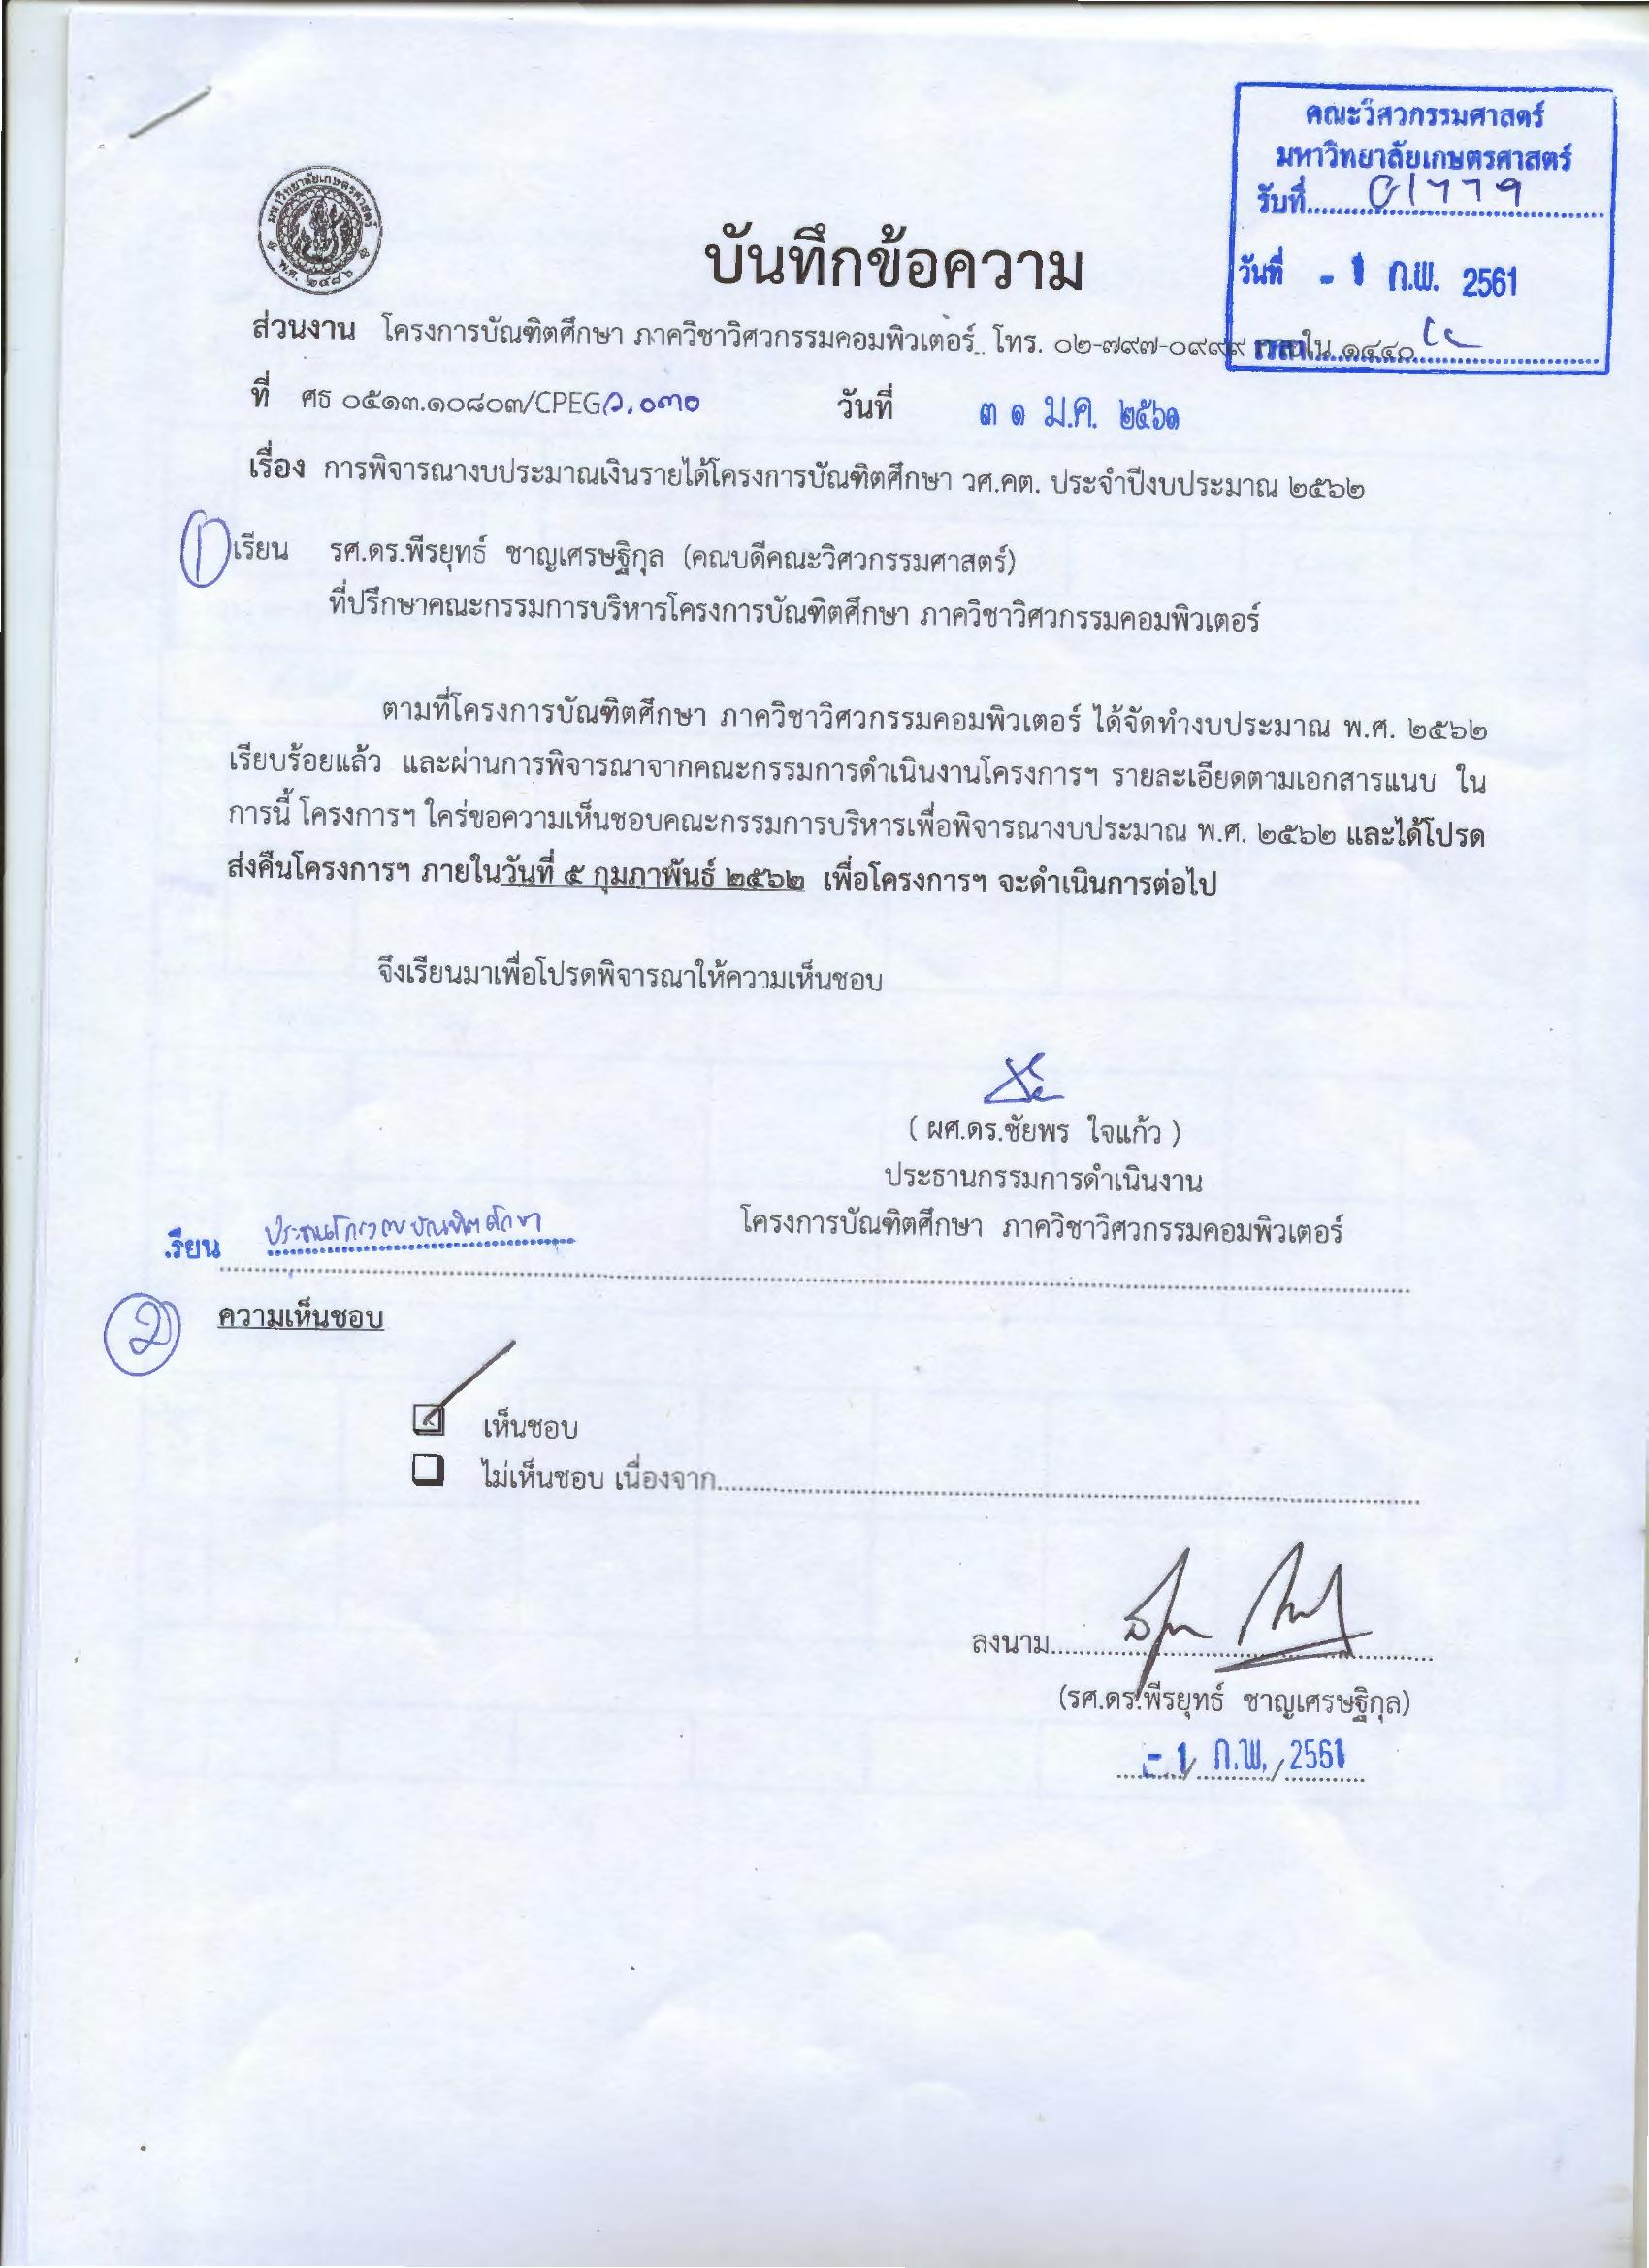 คณะวิศวกรรมศาสตร์
มหาวิทยาลัยเกษตรศาสตร์
รับที่ 01779
วันที่ - 1 ก.พ. 2561
มหาวิทยาลัยเกษตรศาสตร์
พ.ศ. ๒๔๘๖
บันทึกข้อความ
ส่วนงาน โครงการบัณฑิตศึกษา ภาควิชาวิศวกรรมคอมพิวเตอร์ โทร. ๐๒-๗๙๗-๐๙๙๙ ภายใน ๑๔๔๐
ที่ ศธ ๐๕๑๓.๑๐๘๐๓/CPEG๖.๐๓๐ วันที่ ๓๑ ม.ค. ๒๕๖๑
เรื่อง การพิจารณางบประมาณเงินรายได้โครงการบัณฑิตศึกษา วศ.คต. ประจำปีงบประมาณ ๒๕๖๒
1 เรียน รศ.ดร.พีรยุทธ์ ชาญเศรษฐิกุล (คณบดีคณะวิศวกรรมศาสตร์)
ที่ปรึกษาคณะกรรมการบริหารโครงการบัณฑิตศึกษา ภาควิชาวิศวกรรมคอมพิวเตอร์
ตามที่โครงการบัณฑิตศึกษา ภาควิชาวิศวกรรมคอมพิวเตอร์ ได้จัดทำงบประมาณ พ.ศ. ๒๕๖๒
เรียบร้อยแล้ว และผ่านการพิจารณาจากคณะกรรมการดำเนินงานโครงการฯ รายละเอียดตามเอกสารแนบ ใน
การนี้ โครงการฯ ใคร่ขอความเห็นชอบคณะกรรมการบริหารเพื่อพิจารณางบประมาณ พ.ศ. ๒๕๖๒ และได้โปรด
ส่งคืนโครงการฯ ภายในวันที่ ๕ กุมภาพันธ์ ๒๕๖๒ เพื่อโครงการฯ จะดำเนินการต่อไป
จึงเรียนมาเพื่อโปรดพิจารณาให้ความเห็นชอบ
( ผศ.ดร.ชัยพร ใจแก้ว )
ประธานกรรมการดำเนินงาน
โครงการบัณฑิตศึกษา ภาควิชาวิศวกรรมคอมพิวเตอร์
เรียน ประธานโครงการบัณฑิตศึกษา
2 ความเห็นชอบ
เห็นชอบ
ไม่เห็นชอบ เนื่องจาก
ลงนาม
(รศ.ดร.พีรยุทธ์ ชาญเศรษฐิกุล)
- 1 / ก.พ. / 2561